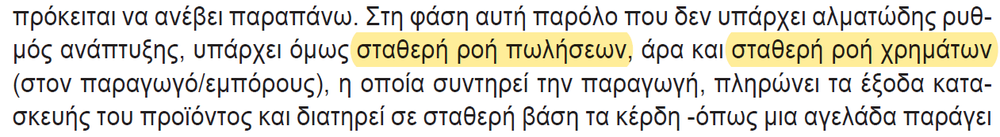 πρόκειται να ανέβει παραπάνω. Στη φάση αυτή παρόλο που δεν υπάρχει αλματώδης ρυθ-
μός ανάπτυξης, υπάρχει όμως σταθερή ροή πωλήσεων, άρα και σταθερή ροή χρημάτων
(στον παραγωγό/εμπόρους), η οποία συντηρεί την παραγωγή, πληρώνει τα έξοδα κατα-
σκευής του προϊόντος και διατηρεί σε σταθερή βάση τα κέρδη -όπως μια αγελάδα παράγει